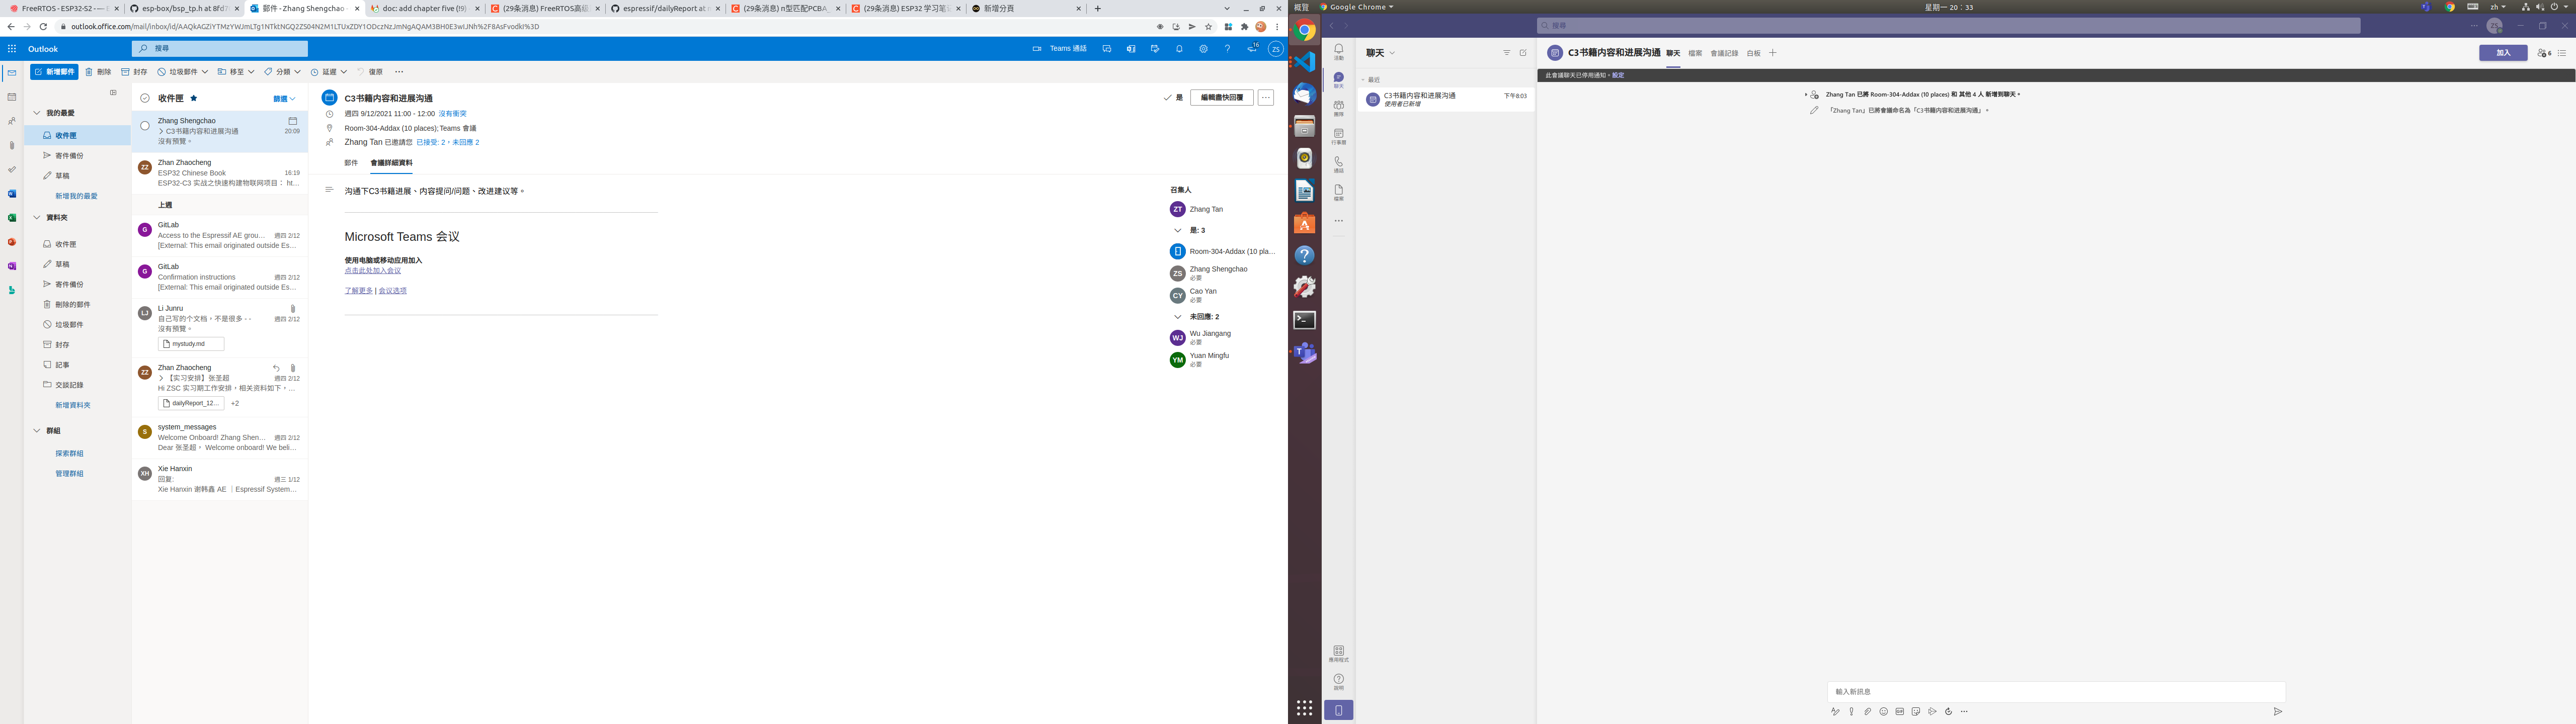 FreeRTOS - ESP32-S2 - —
esp-box/bsp_tp.h at 8fd7
郵件 - Zhang Shengchao
doc: add chapter five (!9)
(29条消息) FreeRTOS高级
espressif/dailyReport at
(29条消息) n型匹配PCBA_
(29条消息) ESP32 学习笔记
新增分頁
outlook.office.com/mail/inbox/id/
Outlook
搜尋
Teams 通話
16
ZS
新增郵件 刪除 封存 垃圾郵件 移至 分類 延遲 復原
我的最愛
收件匣
寄件備份
草稿
新增我的最愛
資料夾
收件匣
草稿
寄件備份
刪除的郵件
垃圾郵件
封存
記事
交談記錄
新增資料夾
群組
探索群組
管理群組
收件匣 篩選
Zhang Shengchao
C3书籍内容和进展沟通 20:09
沒有預覽。
ZZ
Zhan Zhaocheng
ESP32 Chinese Book 16:19
ESP32-C3 实战之快速构建物联网项目： ht...
上週
G
GitLab
Access to the Espressif AE grou... 週四 2/12
[External: This email originated outside Es...
G
GitLab
Confirmation instructions 週四 2/12
[External: This email originated outside Es...
LJ
Li Junru
自己写的个文档，不是很多 - - 週四 2/12
沒有預覽。
mystudy.md
ZZ
Zhan Zhaocheng
【实习安排】张圣超 週四 2/12
Hi ZSC 实习期工作安排，相关资料如下，...
dailyReport_12... +2
S
system_messages
Welcome Onboard! Zhang Shen... 週四 2/12
Dear 张圣超， Welcome onboard! We beli...
XH
Xie Hanxin
回复: 週三 1/12
Xie Hanxin 谢韩鑫 AE ｜Espressif System...
C3书籍内容和进展沟通
是 編輯盡快回覆
週四 9/12/2021 11:00 - 12:00 沒有衝突
Room-304-Addax (10 places); Teams 會議
Zhang Tan 已邀請您 已接受: 2，未回應 2
郵件 會議詳細資料
沟通下C3书籍进展、内容提问/问题、改进建议等。
Microsoft Teams 会议
使用电脑或移动应用加入
点击此处加入会议
了解更多 | 会议选项
召集人
ZT Zhang Tan
是: 3
Room-304-Addax (10 pla...
ZS Zhang Shengchao
必要
CY Cao Yan
必要
未回應: 2
WJ Wu Jiangang
必要
YM Yuan Mingfu
必要
概覽 Google Chrome 星期一 20：33 zh
搜尋
ZS
活動
聊天
團隊
行事曆
通話
檔案
應用程式
說明
聊天
最近
C3书籍内容和进展沟通 下午8:03
使用者已新增
C3书籍内容和进展沟通 聊天 檔案 會議記錄 白板 加入 6
此會議聊天已停用通知。設定
Zhang Tan 已將 Room-304-Addax (10 places) 和 其他 4 人 新增到聊天。
「Zhang Tan」已將會議命名為「C3书籍内容和进展沟通」。
輸入新訊息